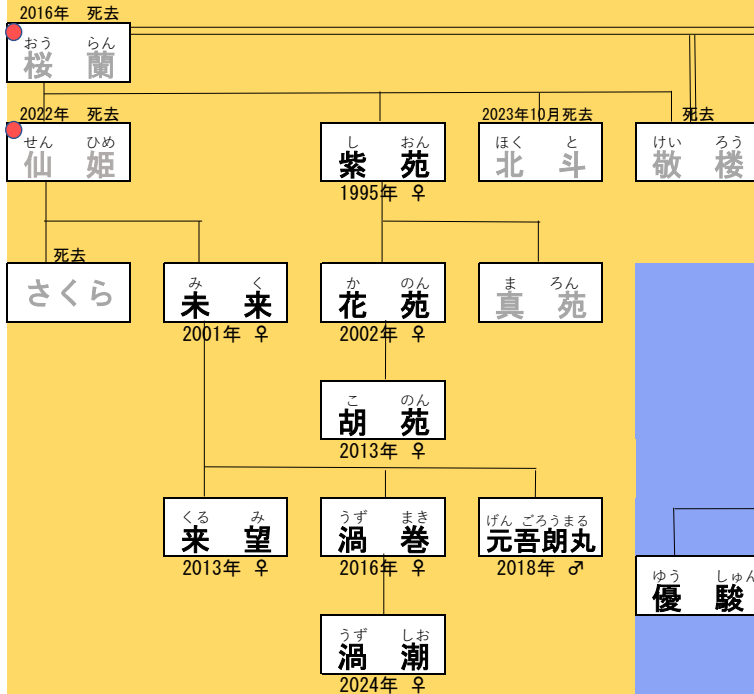 2016年 死去
おう らん
桜 蘭
2022年 死去
せん ひめ
仙 姫
し おん
紫 苑
1995年 ♀
2023年10月死去
ほく と
北 斗
死去
けい ろう
敬 楼
死去
さくら
み く
未 来
2001年 ♀
か のん
花 苑
2002年 ♀
ま ろん
真 苑
こ のん
胡 苑
2013年 ♀
くる み
来 望
2013年 ♀
うず まき
渦 巻
2016年 ♀
げん ごろうまる
元吾朗丸
2018年 ♂
ゆう しゅん
優 駿
うず しお
渦 潮
2024年 ♀